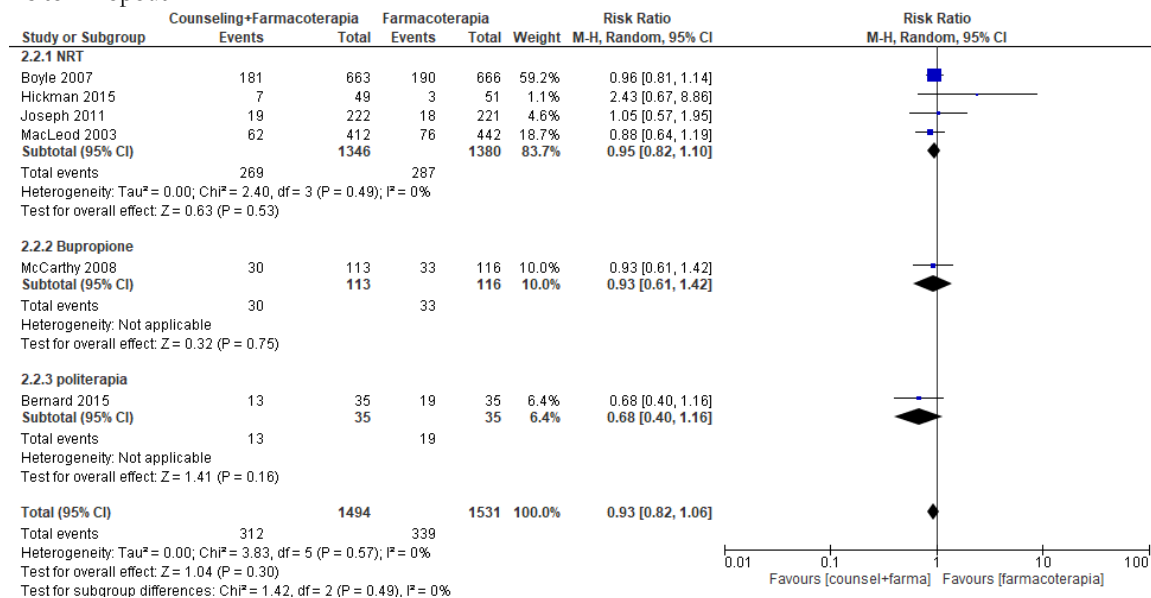 Counseling+Farmacoterapia Farmacoterapia Risk Ratio Risk Ratio
Study or Subgroup Events Total Events Total Weight M-H, Random, 95% CI M-H, Random, 95% CI
2.2.1 NRT
Boyle 2007 181 663 190 666 59.2% 0.96 [0.81, 1.14]
Hickman 2015 7 49 3 51 1.1% 2.43 [0.67, 8.86]
Joseph 2011 19 222 18 221 4.6% 1.05 [0.57, 1.95]
MacLeod 2003 62 412 76 442 18.7% 0.88 [0.64, 1.19]
Subtotal (95% CI) 1346 1380 83.7% 0.95 [0.82, 1.10]
Total events 269 287
Heterogeneity: Tau² = 0.00; Chi² = 2.40, df = 3 (P = 0.49); I² = 0%
Test for overall effect: Z = 0.63 (P = 0.53)
2.2.2 Bupropione
McCarthy 2008 30 113 33 116 10.0% 0.93 [0.61, 1.42]
Subtotal (95% CI) 113 116 10.0% 0.93 [0.61, 1.42]
Total events 30 33
Heterogeneity: Not applicable
Test for overall effect: Z = 0.32 (P = 0.75)
2.2.3 politerapia
Bernard 2015 13 35 19 35 6.4% 0.68 [0.40, 1.16]
Subtotal (95% CI) 35 35 6.4% 0.68 [0.40, 1.16]
Total events 13 19
Heterogeneity: Not applicable
Test for overall effect: Z = 1.41 (P = 0.16)
Total (95% CI) 1494 1531 100.0% 0.93 [0.82, 1.06]
Total events 312 339
Heterogeneity: Tau² = 0.00; Chi² = 3.83, df = 5 (P = 0.57); I² = 0%
Test for overall effect: Z = 1.04 (P = 0.30)
Test for subgroup differences: Chi² = 1.42, df = 2 (P = 0.49), I² = 0%
0.01 0.1 1 10 100
Favours [counsel+farma] Favours [farmacoterapia]